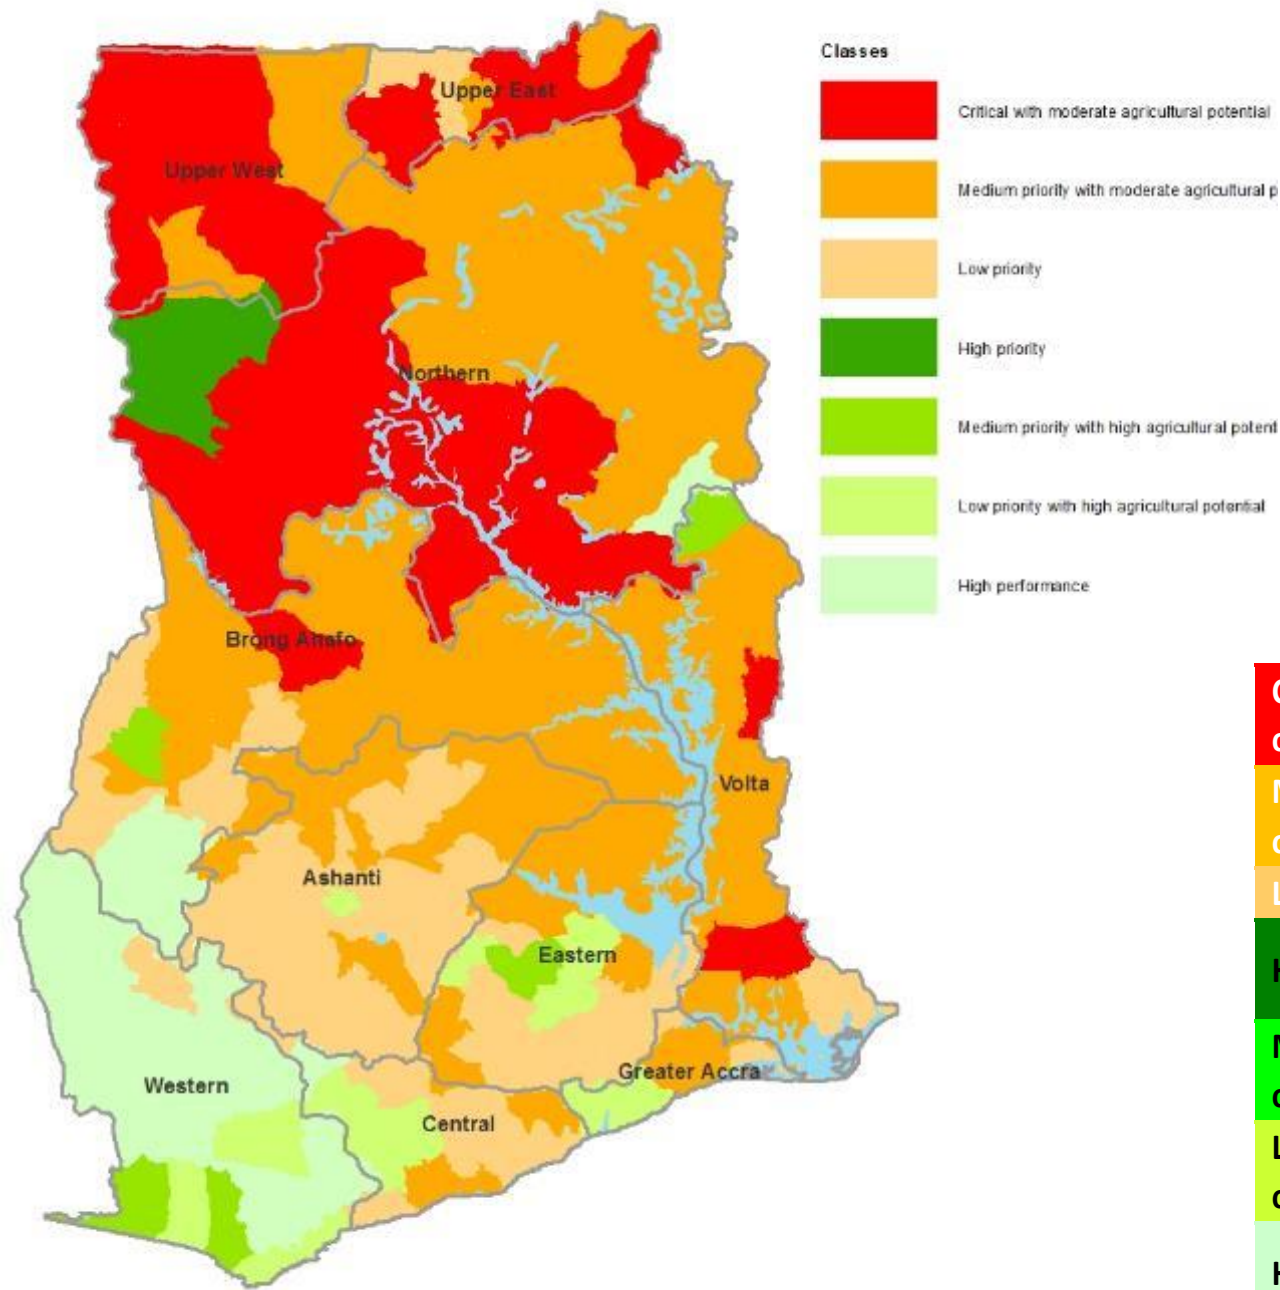 Classes
Critical with moderate agricultural potential
Medium priority with moderate agricultural p
Low priority
High priority
Medium priority with high agricultural potent
Low priority with high agricultural potential
High performance
Upper East
Upper West
Northern
Brong Ahafo
Volta
Ashanti
Eastern
Western
Greater Accra
Central